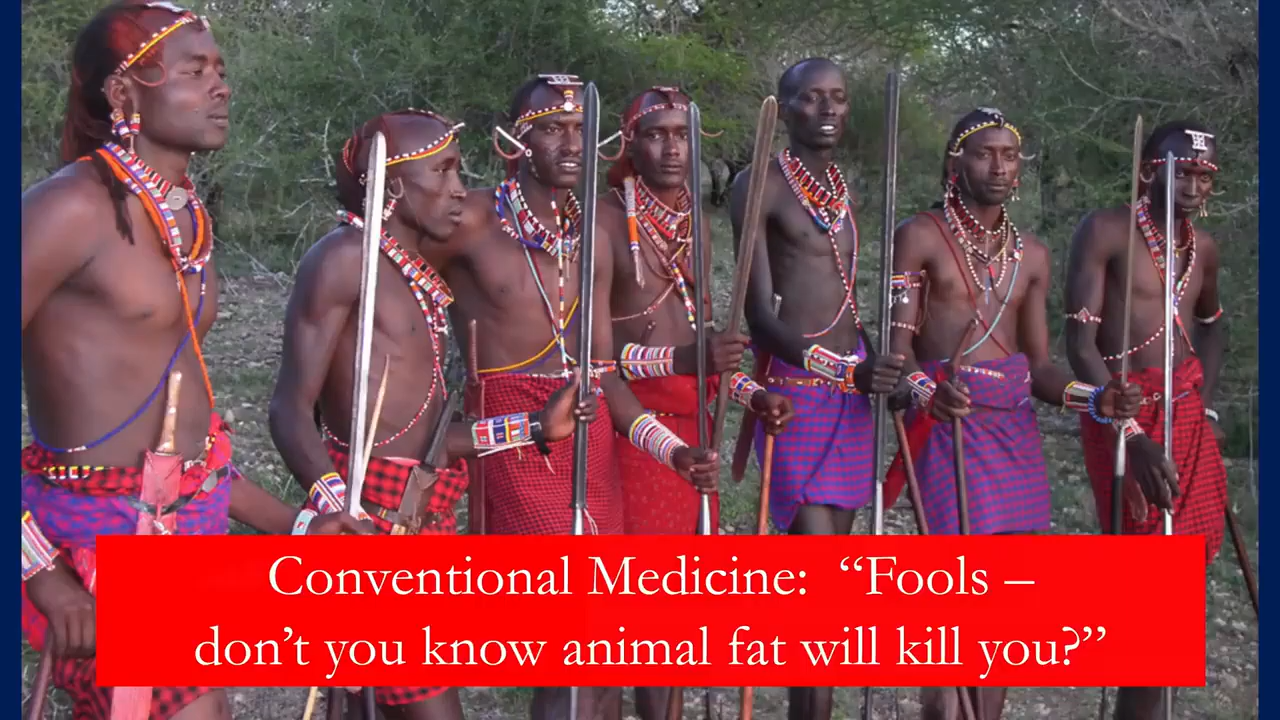 Conventional Medicine: “Fools –
don’t you know animal fat will kill you?”